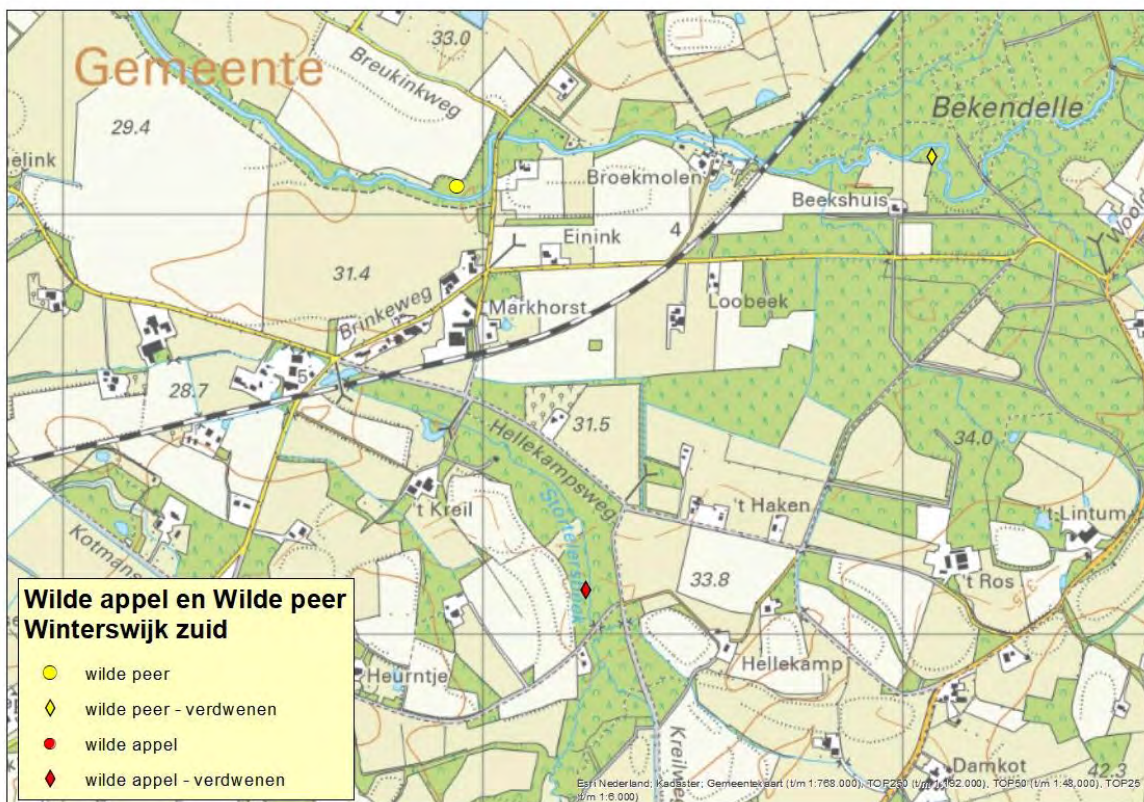 Gemeente
33.0
Breukinkweg
29.4
Bekendelle
elink
Broekmolen
Beekshuis
4
Einink
31.4
Brinkeweg
Markhorst
Loobeek
5
28.7
Hellekampsweg
31.5
34.0
't Kreil
't Haken
't Lintum
Kotmans
33.8
't Ros
Heurntje
Hellekamp
Kreilweg
Damkot
42.3
Wilde appel en Wilde peer
Winterswijk zuid
wilde peer
wilde peer - verdwenen
wilde appel
wilde appel - verdwenen
Esri Nederland; Kadaster; Gemeentekaart (t/m 1:768.000), TOP250 (t/m 1:192.000), TOP50 (t/m 1:48.000), TOP25
(t/m 1:6.000)